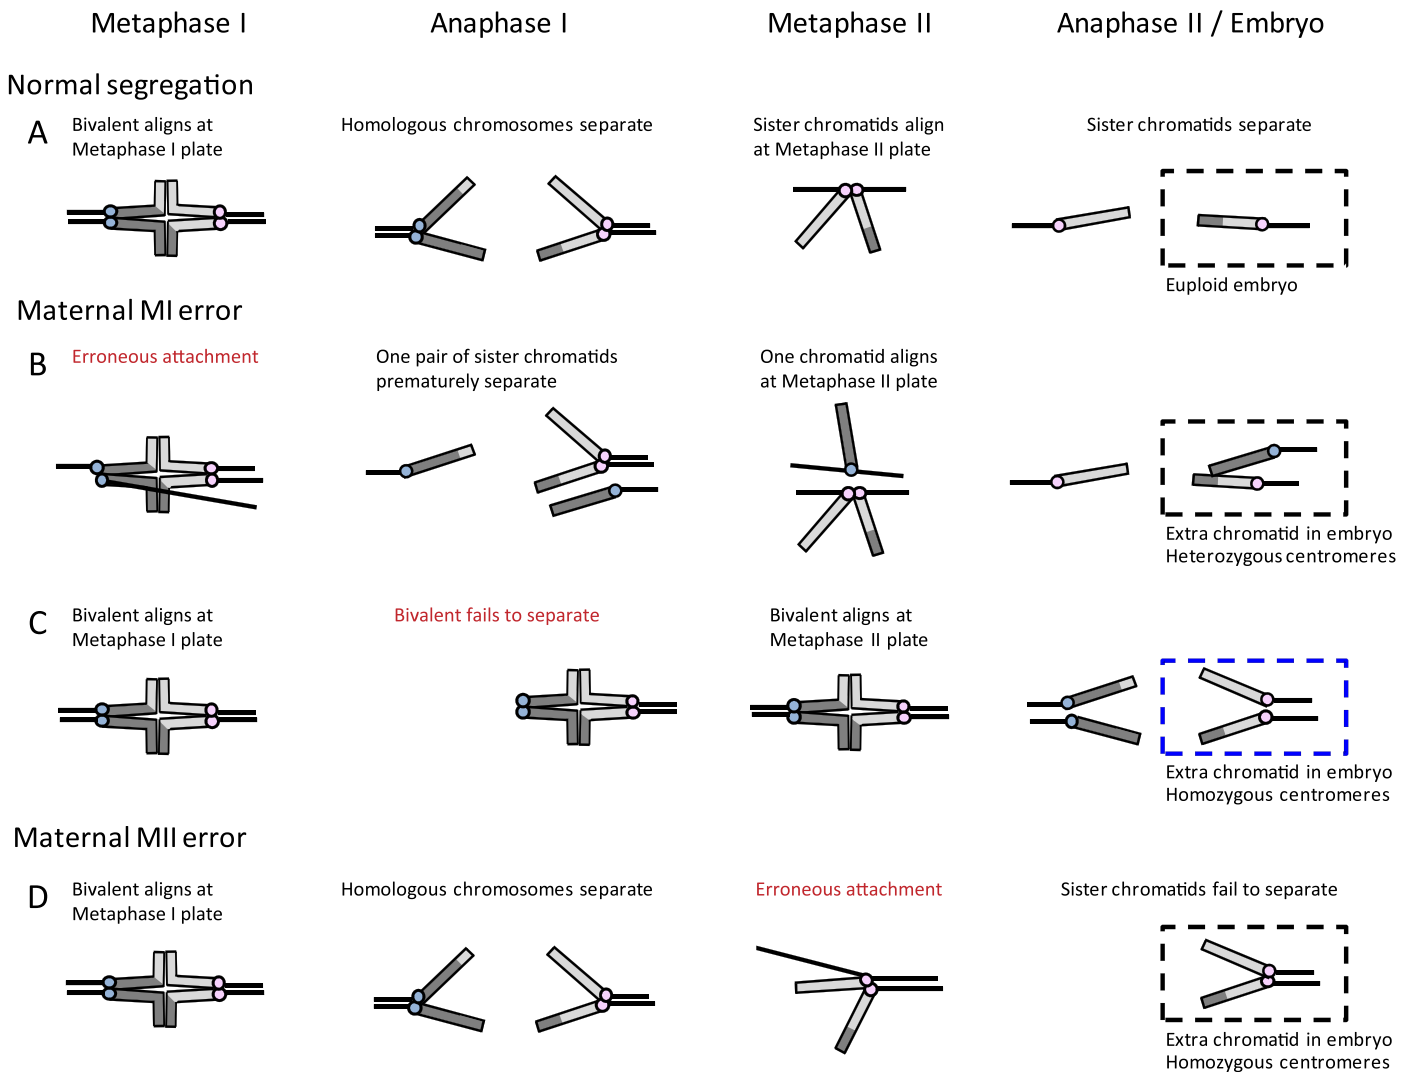 Metaphase I
Anaphase I
Metaphase II
Anaphase II / Embryo
Normal segregation
A
Bivalent aligns at
Metaphase I plate
Homologous chromosomes separate
Sister chromatids align
at Metaphase II plate
Sister chromatids separate
Euploid embryo
Maternal MI error
B
Erroneous attachment
One pair of sister chromatids
prematurely separate
One chromatid aligns
at Metaphase II plate
Extra chromatid in embryo
Heterozygous centromeres
C
Bivalent aligns at
Metaphase I plate
Bivalent fails to separate
Bivalent aligns at
Metaphase II plate
Extra chromatid in embryo
Homozygous centromeres
Maternal MII error
D
Bivalent aligns at
Metaphase I plate
Homologous chromosomes separate
Erroneous attachment
Sister chromatids fail to separate
Extra chromatid in embryo
Homozygous centromeres